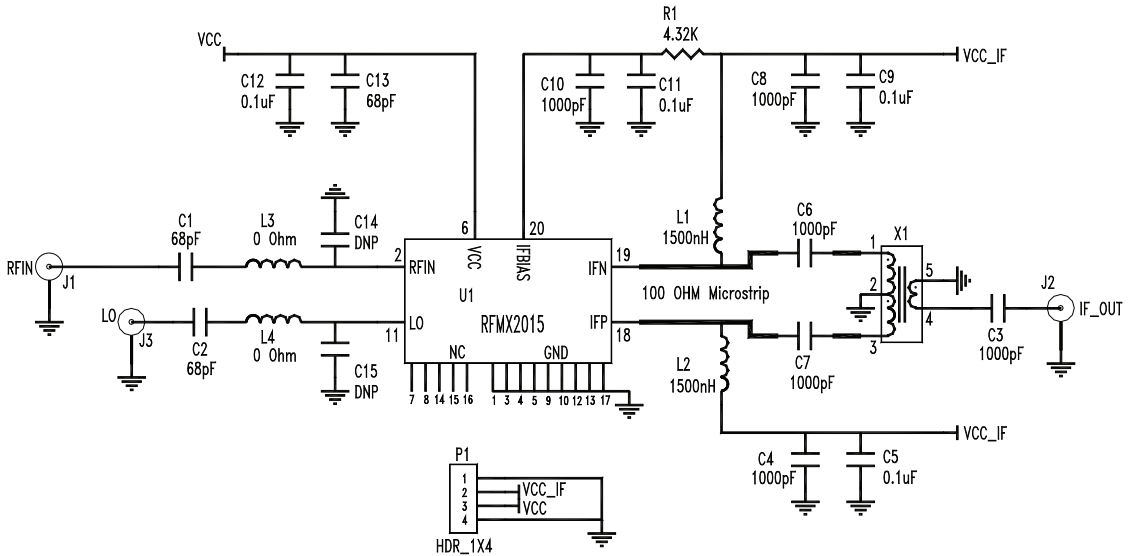 R1
4.32K
VCC
VCC_IF
C12
0.1uF
C13
68pF
C10
1000pF
C11
0.1uF
C8
1000pF
C9
0.1uF
C1
68pF
L3
0 Ohm
C14
DNP
6
20
L1
1500nH
C6
1000pF
X1
RFIN
J1
2
RFIN
VCC
IFBIAS
IFN
19
1
5
J2
U1
100 OHM Microstrip
2
IF_OUT
LO
J3
C2
68pF
L4
0 Ohm
11
LO
RFMX2015
IFP
18
3
4
C3
1000pF
C15
DNP
NC
GND
L2
1500nH
C7
1000pF
7 8 14 15 16 1 3 4 5 9 10 12 13 17
VCC_IF
C4
1000pF
C5
0.1uF
P1
1
2
3
4
VCC_IF
VCC
HDR_1X4